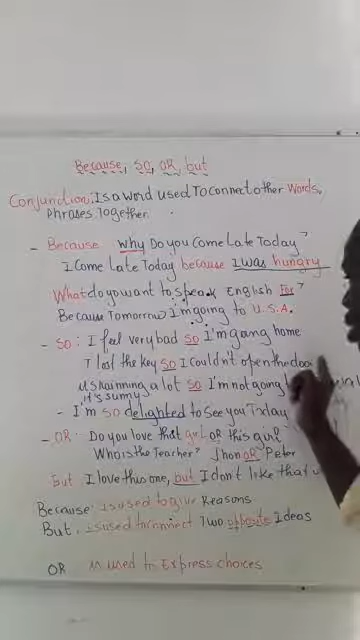 Because, SO, OR, but
Conjunction: Is a word used To connect other Words,
Phrases Together.
- Because why Do you Come Late Today?
I Come Late Today because I was hungry
What do you want to speak English For?
Because Tomorrow I'm going to U.S.A.
- SO: I feel very bad SO I'm going home
I lost the key SO I couldn't open the doo
a lot SO I'm not going
it's sunny
- I'm SO delighted to see you Today
- OR: Do you love that girl OR this girl
Who is the Teacher? Jhon OR Peter
But I love this one, but I don't like that
Because: Is used to give Reasons
But. is used to connect Two opposite Ideas
OR is used to Express choices